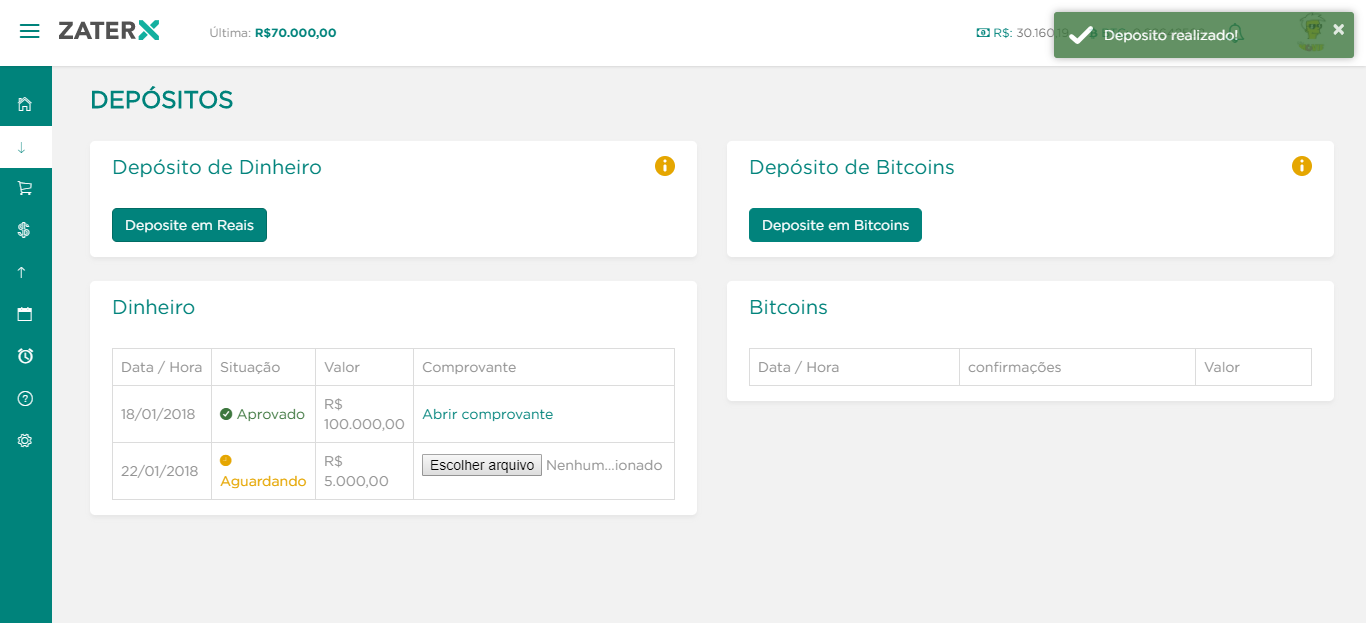 ZATERX
Última: R$70.000,00
R$: 30.160,19
Deposito realizado!
DEPÓSITOS
Depósito de Dinheiro
Deposite em Reais
Depósito de Bitcoins
Deposite em Bitcoins
Dinheiro
Data / Hora Situação Valor Comprovante
18/01/2018 Aprovado R$ 100.000,00 Abrir comprovante
22/01/2018 Aguardando R$ 5.000,00 Escolher arquivo Nenhum...ionado
Bitcoins
Data / Hora confirmações Valor